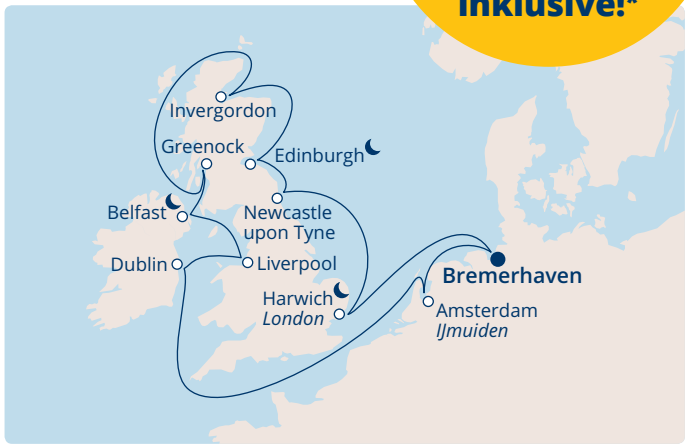 inklusive!*
Invergordon
Greenock
Edinburgh
Belfast
Newcastle
upon Tyne
Dublin
Liverpool
Bremerhaven
Harwich
London
Amsterdam
IJmuiden